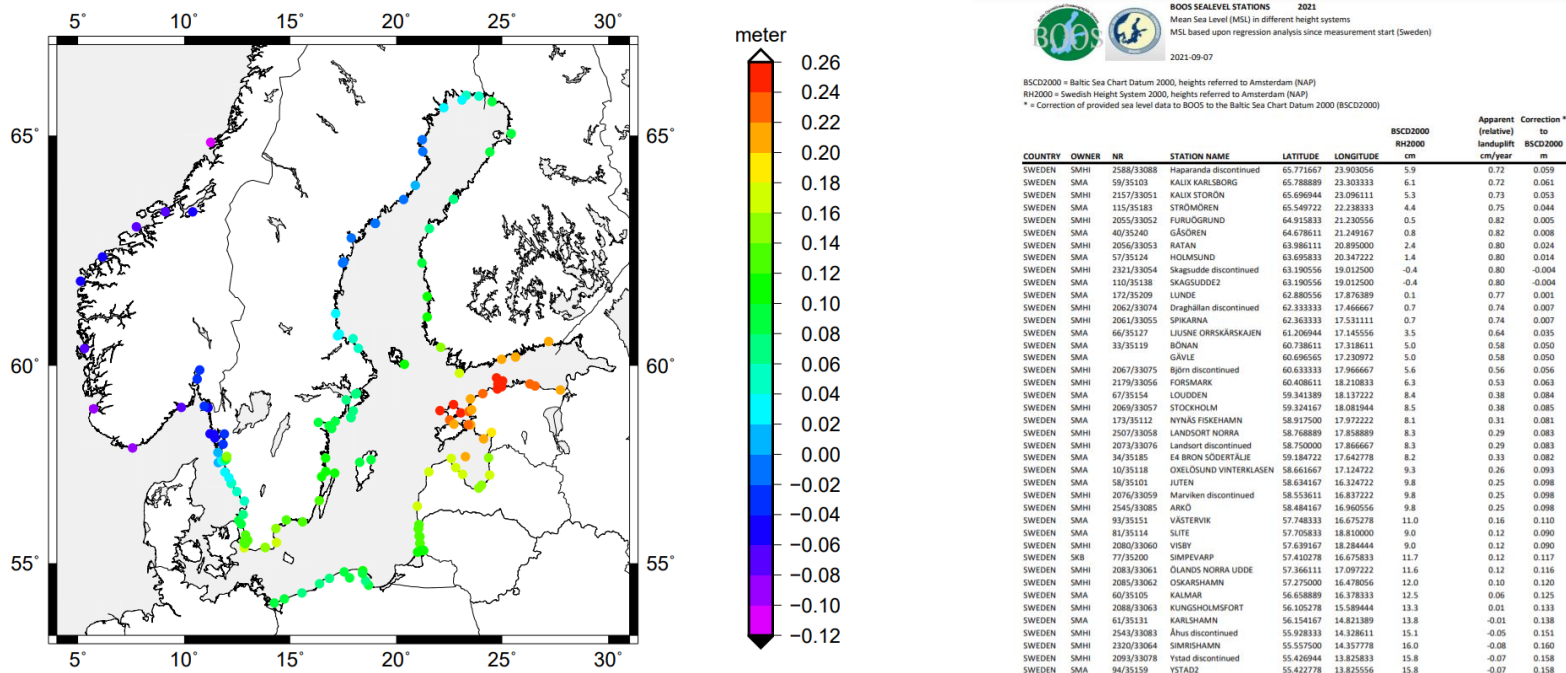 5˚ 10˚ 15˚ 20˚ 25˚ 30˚
65˚ 65˚
60˚ 60˚
55˚ 55˚
5˚ 10˚ 15˚ 20˚ 25˚ 30˚
meter
0.26
0.24
0.22
0.20
0.18
0.16
0.14
0.12
0.10
0.08
0.06
0.04
0.02
0.00
−0.02
−0.04
−0.06
−0.08
−0.10
−0.12
BOOS
BOOS SEALEVEL STATIONS 2021
Mean Sea Level (MSL) in different height systems
MSL based upon regression analysis since measurement start (Sweden)
2021-09-07
BSCD2000 = Baltic Sea Chart Datum 2000, heights referred to Amsterdam (NAP)
RH2000 = Swedish Height System 2000, heights referred to Amsterdam (NAP)
* = Correction of provided sea level data to BOOS to the Baltic Sea Chart Datum 2000 (BSCD2000)
Apparent Correction *
BSCD2000 (relative) to
RH2000 landuplift BSCD2000
COUNTRY OWNER NR STATION NAME LATITUDE LONGITUDE cm cm/year m
SWEDEN SMHI 2588/33088 Haparanda discontinued 65.771667 23.903056 5.9 0.72 0.059
SWEDEN SMA 59/35103 KALIX KARLSBORG 65.788889 23.303333 6.1 0.72 0.061
SWEDEN SMHI 2157/33051 KALIX STORÖN 65.696944 23.096111 5.3 0.73 0.053
SWEDEN SMA 115/35183 STRÖMÖREN 65.549722 22.238333 4.4 0.75 0.044
SWEDEN SMHI 2055/33052 FURUÖGRUND 64.915833 21.230556 0.5 0.82 0.005
SWEDEN SMA 40/35240 GÅSÖREN 64.678611 21.249167 0.8 0.82 0.008
SWEDEN SMHI 2056/33053 RATAN 63.986111 20.895000 2.4 0.80 0.024
SWEDEN SMA 57/35124 HOLMSUND 63.695833 20.347222 1.4 0.80 0.014
SWEDEN SMHI 2321/33054 Skagsudde discontinued 63.190556 19.012500 -0.4 0.80 -0.004
SWEDEN SMA 110/35138 SKAGSUDDE2 63.190556 19.012500 -0.4 0.80 -0.004
SWEDEN SMA 172/35209 LUNDE 62.880556 17.876389 0.1 0.77 0.001
SWEDEN SMHI 2062/33074 Draghällan discontinued 62.333333 17.466667 0.7 0.74 0.007
SWEDEN SMHI 2061/33055 SPIKARNA 62.363333 17.531111 0.7 0.74 0.007
SWEDEN SMA 66/35127 LJUSNE ORRSKÄRSKAJEN 61.206944 17.145556 3.5 0.64 0.035
SWEDEN SMA 33/35119 BÖNAN 60.738611 17.318611 5.0 0.58 0.050
SWEDEN SMA GÄVLE 60.696565 17.230972 5.0 0.58 0.050
SWEDEN SMHI 2067/33075 Björn discontinued 60.633333 17.966667 5.6 0.56 0.056
SWEDEN SMHI 2179/33056 FORSMARK 60.408611 18.210833 6.3 0.53 0.063
SWEDEN SMA 67/35154 LOUDDEN 59.341389 18.137222 8.4 0.38 0.084
SWEDEN SMHI 2069/33057 STOCKHOLM 59.324167 18.081944 8.5 0.38 0.085
SWEDEN SMA 173/35112 NYNÄS FISKEHAMN 58.917500 17.972222 8.1 0.31 0.081
SWEDEN SMHI 2507/33058 LANDSORT NORRA 58.768889 17.858889 8.3 0.29 0.083
SWEDEN SMHI 2073/33076 Landsort discontinued 58.750000 17.866667 8.3 0.29 0.083
SWEDEN SMA 34/35185 E4 BRON SÖDERTÄLJE 59.184722 17.642778 8.2 0.33 0.082
SWEDEN SMA 10/35118 OXELÖSUND VINTERKLASEN 58.661667 17.124722 9.3 0.26 0.093
SWEDEN SMA 58/35101 JUTEN 58.634167 16.324722 9.8 0.25 0.098
SWEDEN SMHI 2076/33059 Marviken discontinued 58.553611 16.837222 9.8 0.25 0.098
SWEDEN SMHI 2545/33085 ARKÖ 58.484167 16.960556 9.8 0.25 0.098
SWEDEN SMA 93/35151 VÄSTERVIK 57.748333 16.675278 11.0 0.16 0.110
SWEDEN SMA 81/35114 SLITE 57.705833 18.810000 9.0 0.12 0.090
SWEDEN SMHI 2080/33060 VISBY 57.639167 18.284444 9.0 0.12 0.090
SWEDEN SKB 77/35200 SIMPEVARP 57.410278 16.675833 11.7 0.12 0.117
SWEDEN SMHI 2083/33061 ÖLANDS NORRA UDDE 57.366111 17.097222 11.6 0.12 0.116
SWEDEN SMHI 2085/33062 OSKARSHAMN 57.275000 16.478056 12.0 0.10 0.120
SWEDEN SMA 60/35105 KALMAR 56.658889 16.378333 12.5 0.06 0.125
SWEDEN SMHI 2088/33063 KUNGSHOLMSFORT 56.105278 15.589444 13.3 0.01 0.133
SWEDEN SMA 61/35131 KARLSHAMN 56.154167 14.821389 13.8 -0.01 0.138
SWEDEN SMHI 2543/33083 Åhus discontinued 55.928333 14.328611 15.1 -0.05 0.151
SWEDEN SMHI 2320/33064 SIMRISHAMN 55.557500 14.357778 16.0 -0.08 0.160
SWEDEN SMHI 2093/33078 Ystad discontinued 55.426944 13.825833 15.8 -0.07 0.158
SWEDEN SMA 94/35159 YSTAD2 55.422778 13.825556 15.8 -0.07 0.158